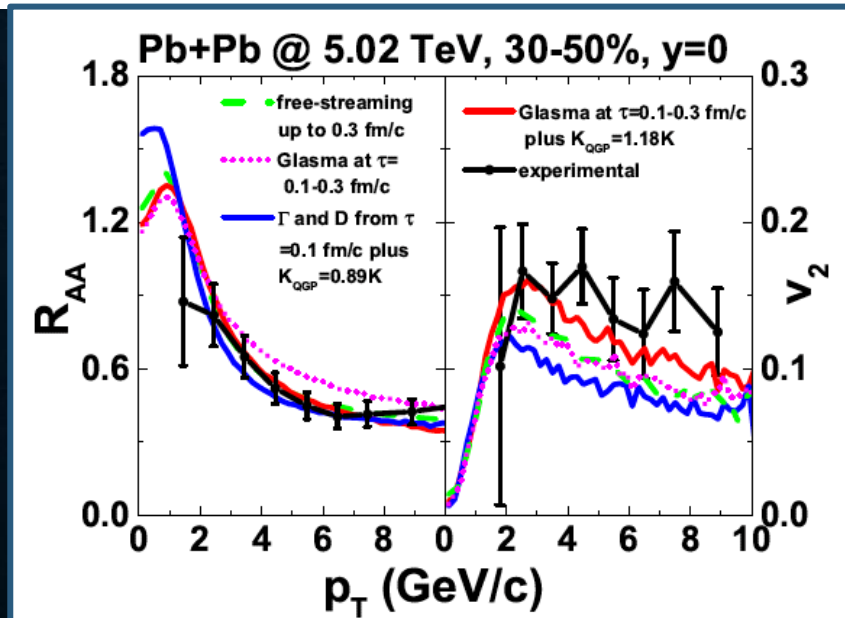 Pb+Pb @ 5.02 TeV, 30-50%, y=0
1.8
1.2
0.6
0.0
R_AA
free-streaming
up to 0.3 fm/c
Glasma at τ=
0.1-0.3 fm/c
Γ and D from τ
=0.1 fm/c plus
K_QGP=0.89K
Glasma at τ=0.1-0.3 fm/c
plus K_QGP=1.18K
experimental
0.3
0.2
0.1
0.0
v_2
0 2 4 6 8 0 2 4 6 8 10
p_T (GeV/c)